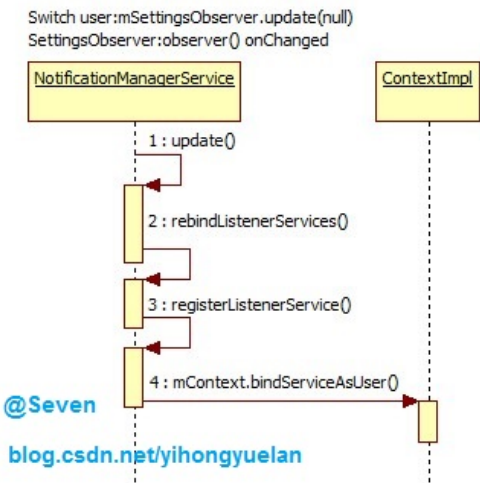 Switch user:mSettingsObserver.update(null)
SettingsObserver:observer() onChanged
NotificationManagerService
ContextImpl
1 : update()
2 : rebindListenerServices()
3 : registerListenerService()
4 : mContext.bindServiceAsUser()
@Seven
blog.csdn.net/yihongyuelan